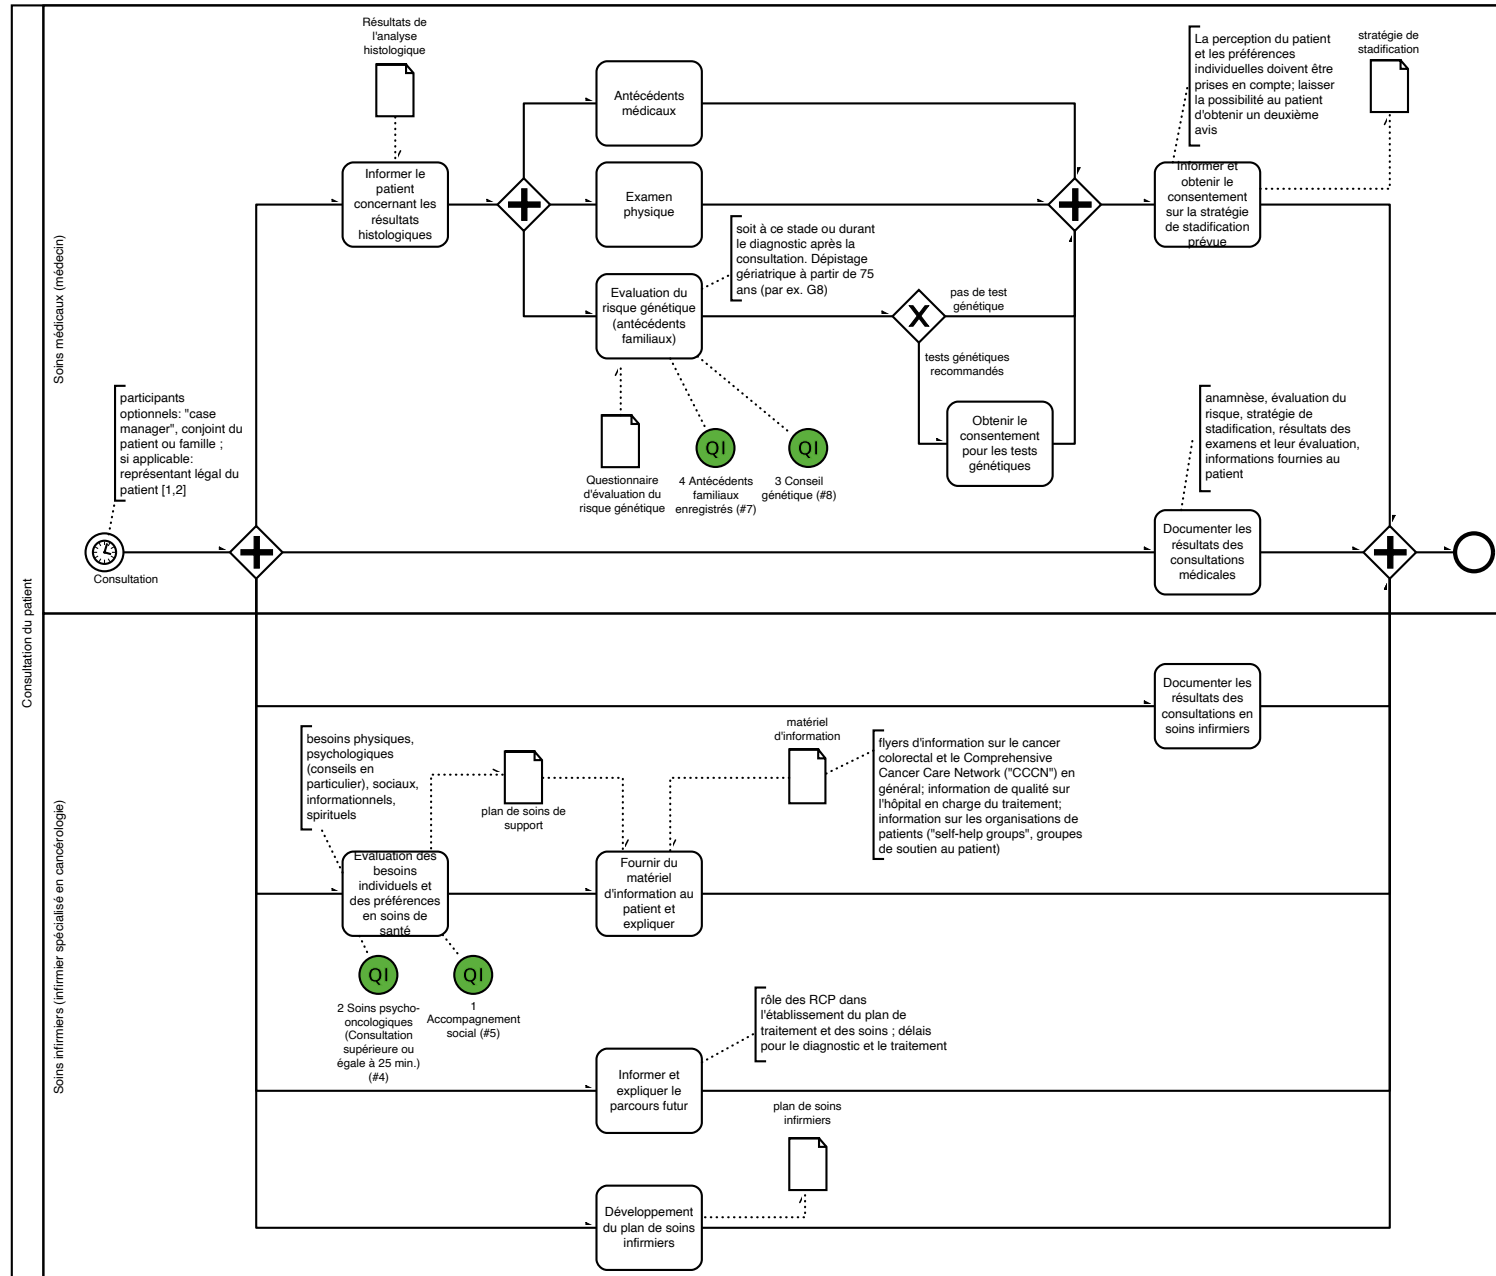 Consultation du patient
Soins médicaux (médecin)
Résultats de
l'analyse
histologique
Informer le
patient
concernant les
résultats
histologiques
Antécédents
médicaux
Examen
physique
Evaluation du
risque génétique
(antécédents
familiaux)
soit à ce stade ou durant
le diagnostic après la
consultation. Dépistage
gériatrique à partir de 75
ans (par ex. G8)
La perception du patient
et les préférences
individuelles doivent être
prises en compte; laisser
la possibilité au patient
d'obtenir un deuxième
avis
stratégie de
stadification
Informer et
obtenir le
consentement
sur la stratégie
de stadification
prévue
X
pas de test
génétique
tests génétiques
recommandés
Obtenir le
consentement
pour les tests
génétiques
Questionnaire
d'évaluation du
risque génétique
QI
4 Antécédents
familiaux
enregistrés (#7)
QI
3 Conseil
génétique (#8)
participants
optionnels: "case
manager", conjoint du
patient ou famille ;
si applicable:
représentant légal du
patient [1,2]
Consultation
anamnèse, évaluation du
risque, stratégie de
stadification, résultats des
examens et leur évaluation,
informations fournies au
patient
Documenter les
résultats des
consultations
médicales
Soins infirmiers (infirmier spécialisé en cancérologie)
Documenter les
résultats des
consultations en
soins infirmiers
besoins physiques,
psychologiques
(conseils en
particulier), sociaux,
informationnels,
spirituels
plan de soins de
support
matériel
d'information
flyers d'information sur le cancer
colorectal et le Comprehensive
Cancer Care Network ("CCCN") en
général; information de qualité sur
l'hôpital en charge du traitement;
information sur les organisations de
patients ("self-help groups", groupes
de soutien au patient)
Evaluation des
besoins
individuels et
des préférences
en soins de
santé
Fournir du
matériel
d'information au
patient et
expliquer
QI
2 Soins psycho-
oncologiques
(Consultation
supérieure ou
égale à 25 min.)
(#4)
QI
1
Accompagnement
social (#5)
rôle des RCP dans
l'établissement du plan de
traitement et des soins ; délais
pour le diagnostic et le traitement
Informer et
expliquer le
parcours futur
plan de soins
infirmiers
Développement
du plan de soins
infirmiers